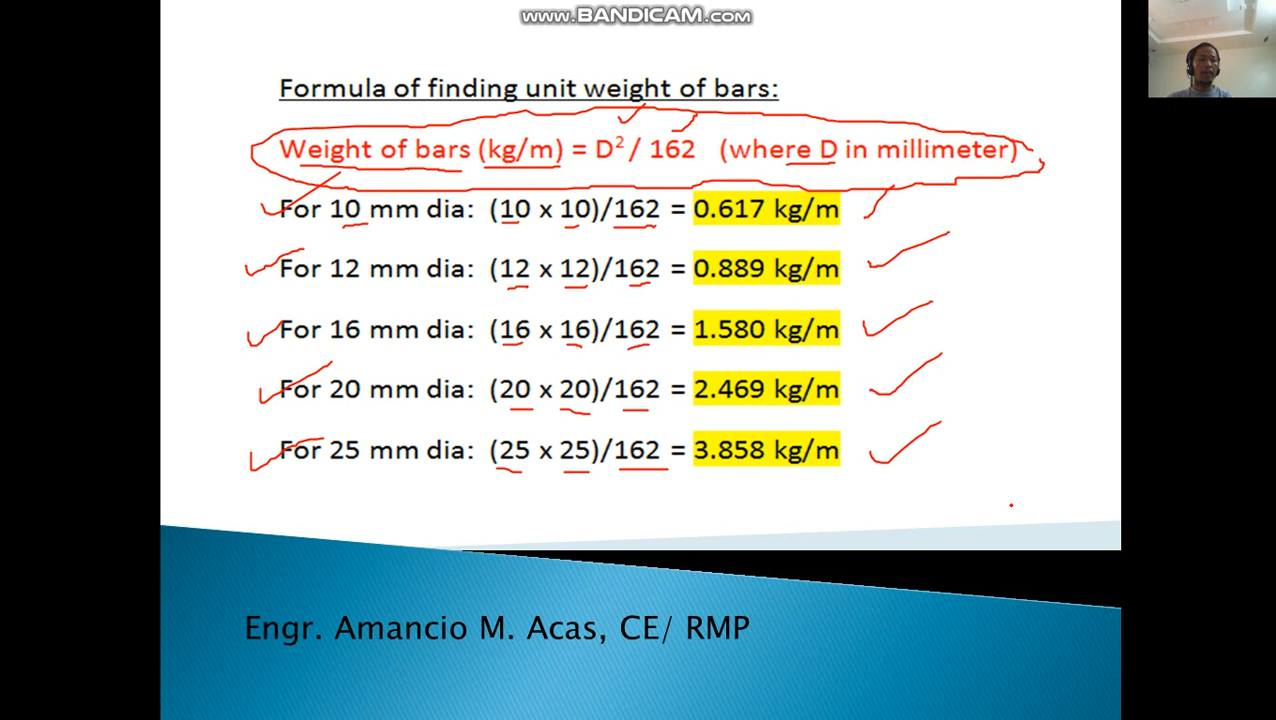 www.BANDICAM.com
Formula of finding unit weight of bars:
Weight of bars (kg/m) = D²/ 162 (where D in millimeter)
For 10 mm dia: (10 x 10)/162 = 0.617 kg/m
For 12 mm dia: (12 x 12)/162 = 0.889 kg/m
For 16 mm dia: (16 x 16)/162 = 1.580 kg/m
For 20 mm dia: (20 x 20)/162 = 2.469 kg/m
For 25 mm dia: (25 x 25)/162 = 3.858 kg/m
Engr. Amancio M. Acas, CE/ RMP